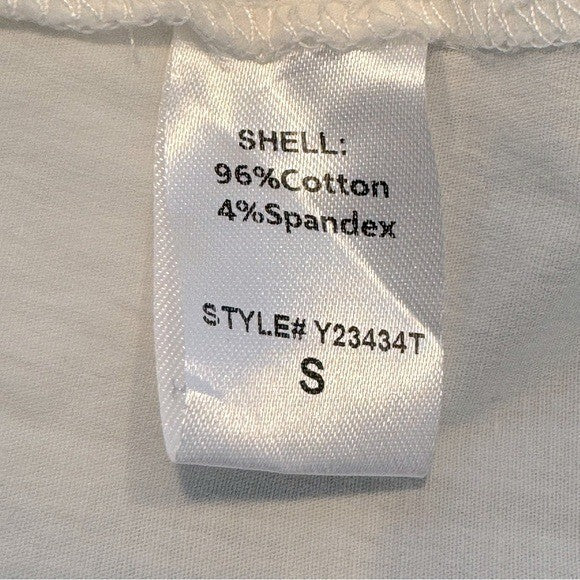 SHELL:
96%Cotton
4%Spandex
STYLE# Y23434T
S